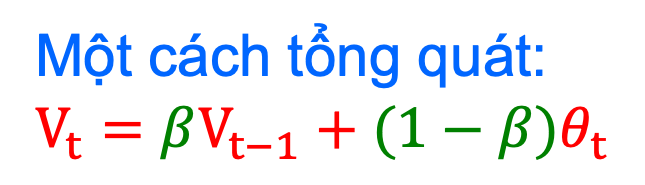 Một cách tổng quát:
Vₜ = βVₜ₋₁ + (1 − β)θₜ